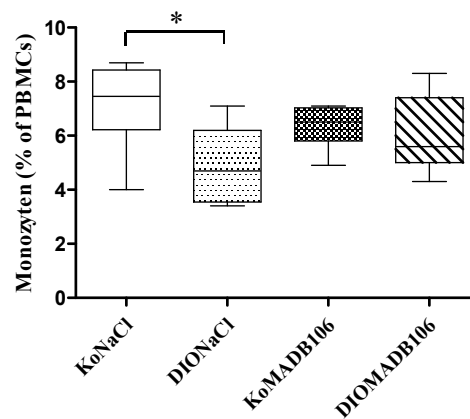 *
Monozyten (% of PBMCs)
10
8
6
4
2
0
KoNaCl
DIONaCl
KoMADB106
DIOMADB106